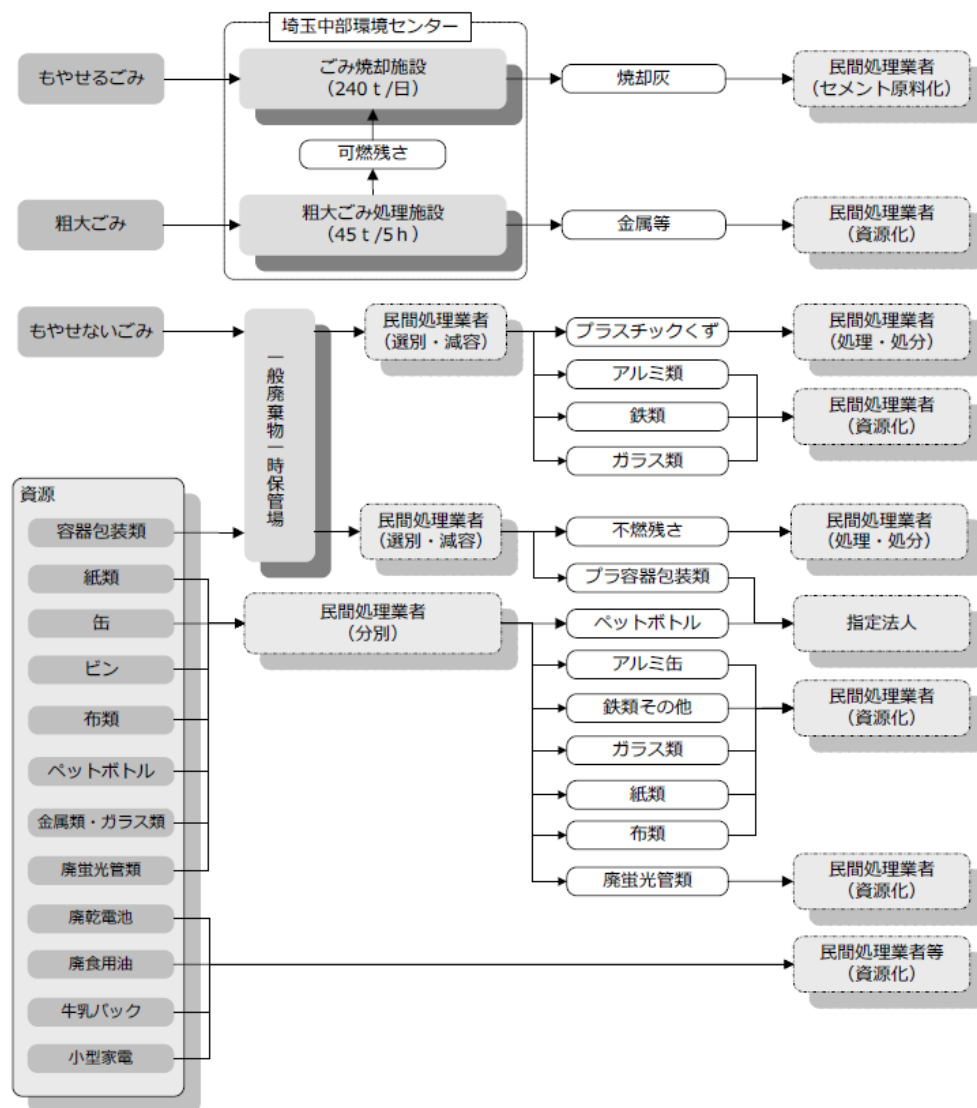 埼玉中部環境センター
もやせるごみ
ごみ焼却施設
（240ｔ/日）
焼却灰
民間処理業者
（セメント原料化）
可燃残さ
粗大ごみ
粗大ごみ処理施設
（45ｔ/5ｈ）
金属等
民間処理業者
（資源化）
もやせないごみ
一般廃棄物一時保管場
民間処理業者
（選別・減容）
プラスチックくず
民間処理業者
（処理・処分）
アルミ類
鉄類
ガラス類
民間処理業者
（資源化）
資源
容器包装類
民間処理業者
（選別・減容）
不燃残さ
民間処理業者
（処理・処分）
プラ容器包装類
紙類
缶
ビン
布類
ペットボトル
金属類・ガラス類
廃蛍光管類
民間処理業者
（分別）
ペットボトル
指定法人
アルミ缶
鉄類その他
ガラス類
紙類
布類
民間処理業者
（資源化）
廃蛍光管類
民間処理業者
（資源化）
廃乾電池
廃食用油
牛乳パック
小型家電
民間処理業者等
（資源化）